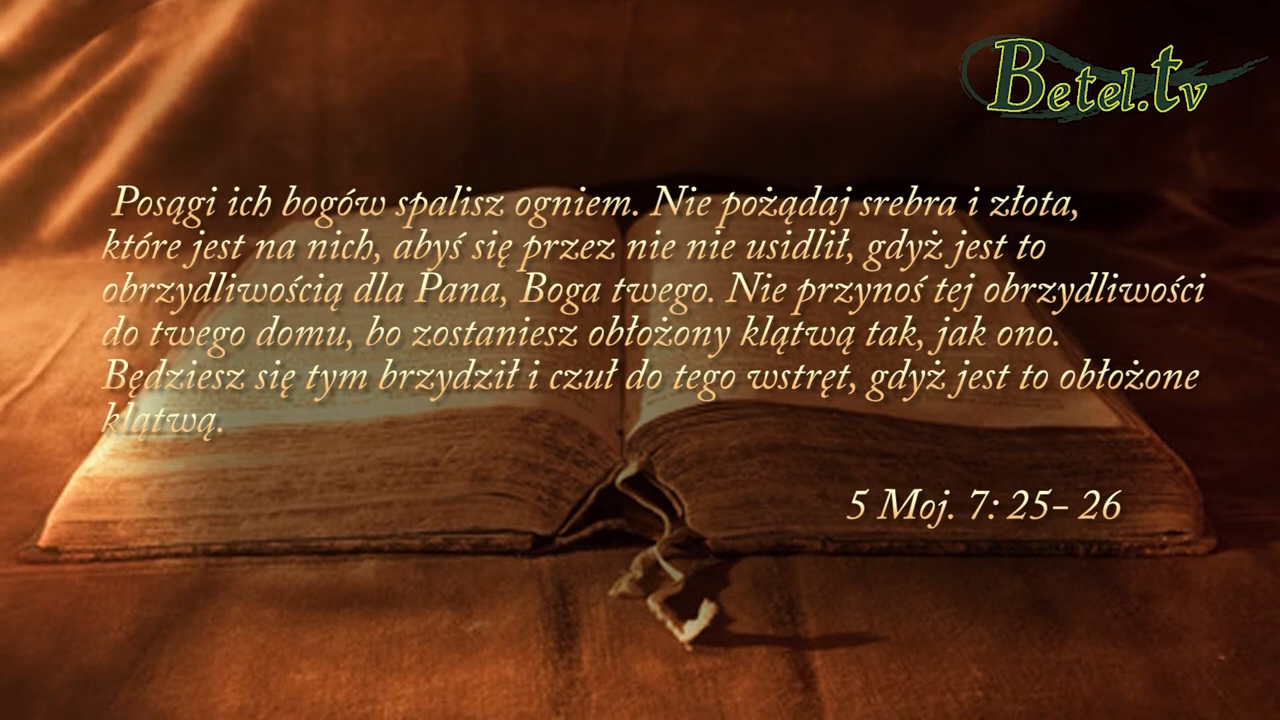 Betel.tv
Posągi ich bogów spalisz ogniem. Nie pożądaj srebra i złota,
które jest na nich, abyś się przez nie nie usidlił, gdyż jest to
obrzydliwością dla Pana, Boga twego. Nie przynoś tej obrzydliwości
do twego domu, bo zostaniesz obłożony klątwą tak, jak ono.
Będziesz się tym brzydził i czuł do tego wstręt, gdyż jest to obłożone
klątwą.
5 Moj. 7: 25- 26